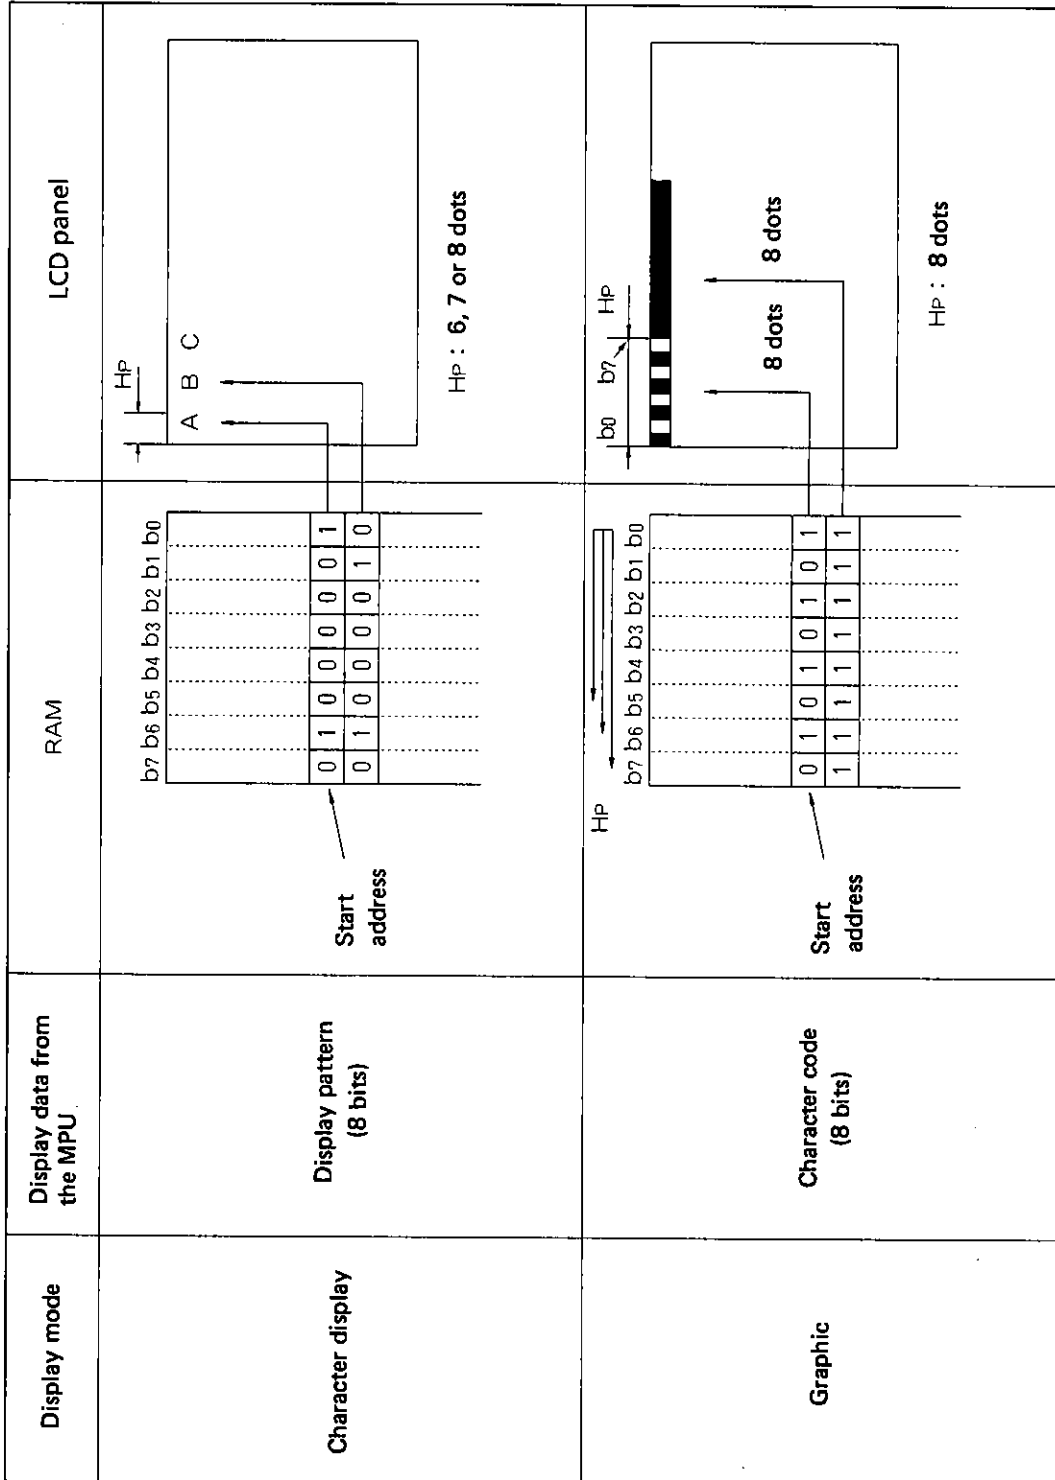 Display mode
Display data from
the MPU
RAM
LCD panel
Character display
Display pattern
(8 bits)
Start
address
b7 b6 b5 b4 b3 b2 b1 b0
0 1 0 0 0 0 0 1
0 1 0 0 0 0 1 0
HP
A B C
HP : 6, 7 or 8 dots
Graphic
Character code
(8 bits)
Start
address
HP
b7 b6 b5 b4 b3 b2 b1 b0
0 1 0 1 0 1 0 1
1 1 1 1 1 1 1 1
b0 b7 HP
8 dots 8 dots
HP : 8 dots